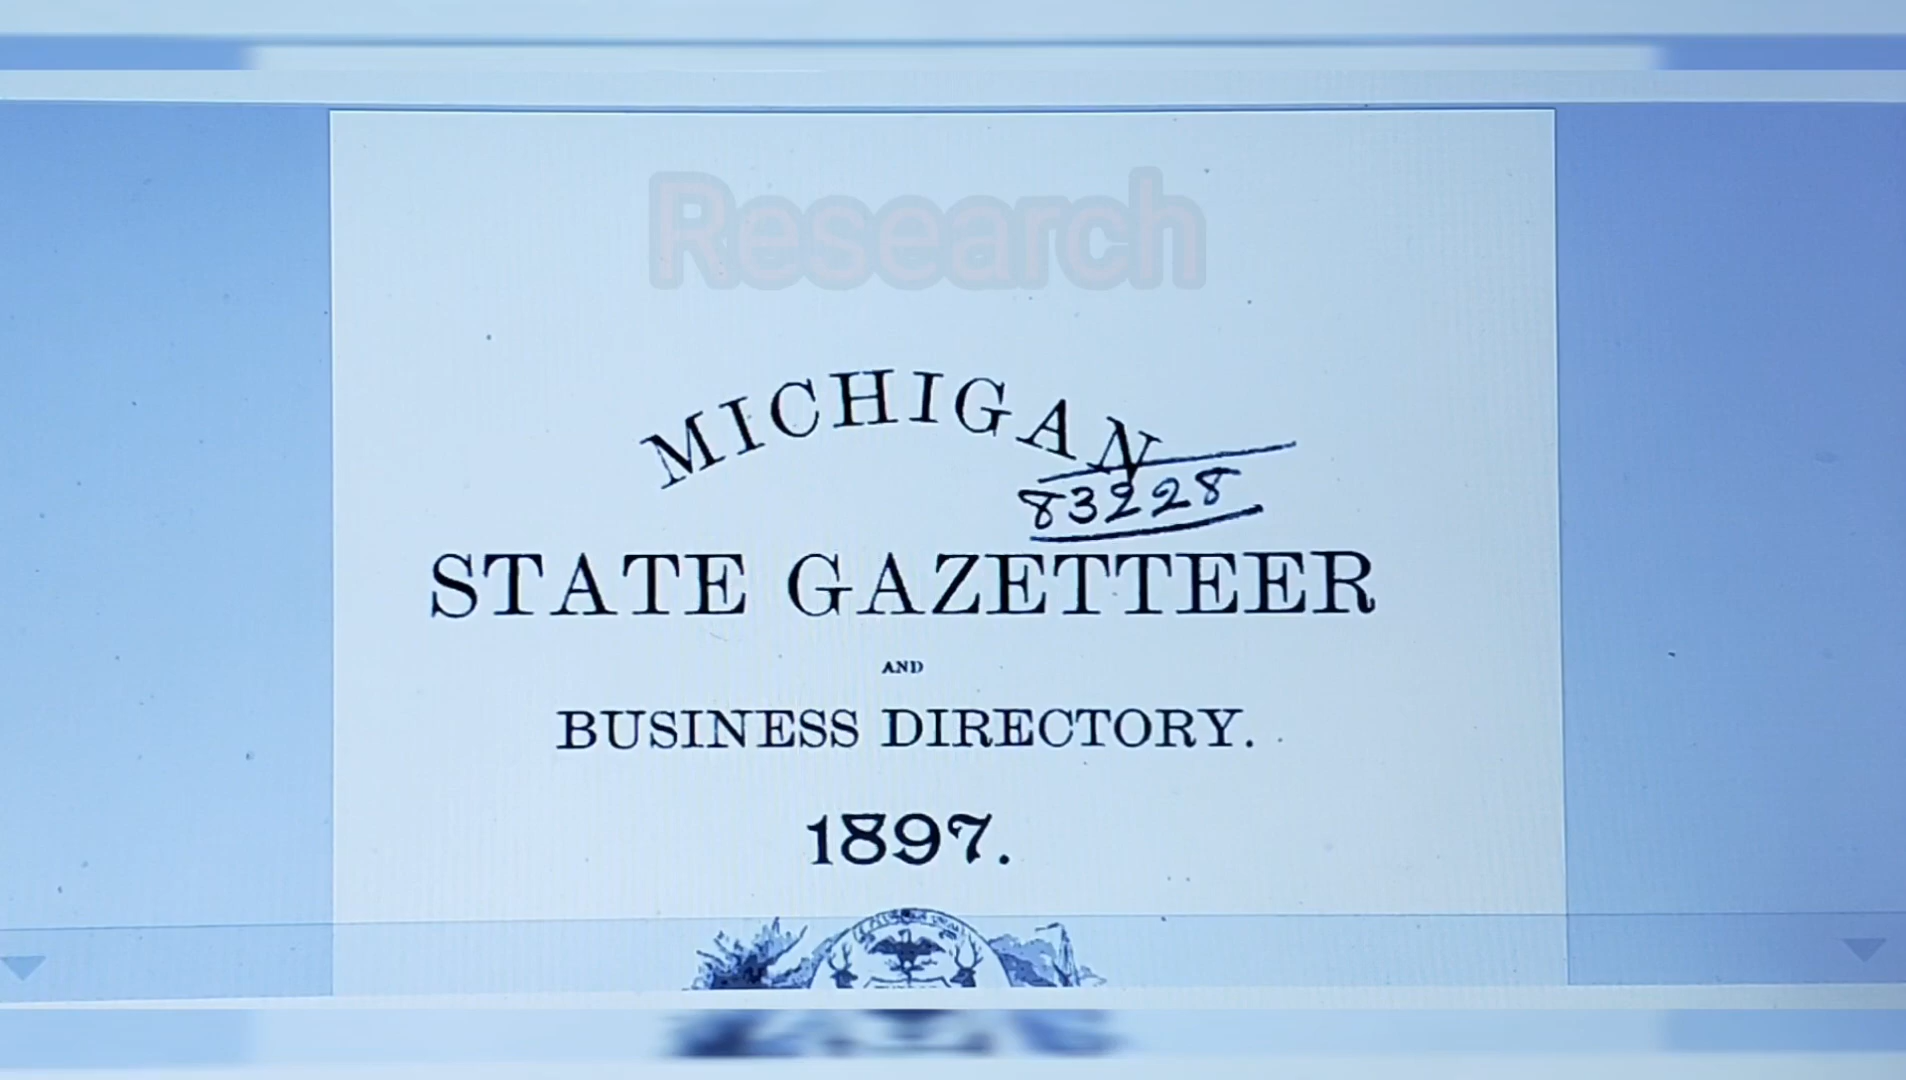 Research
MICHIGAN
83228
STATE GAZETTEER
AND
BUSINESS DIRECTORY.
1897.